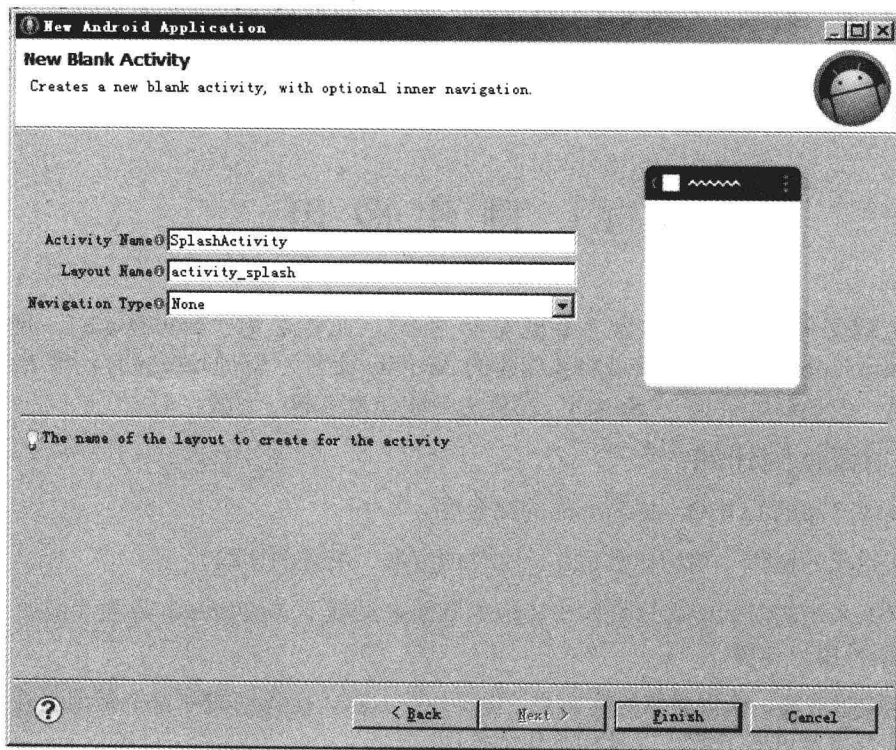 New Android Application
New Blank Activity
Creates a new blank activity, with optional inner navigation.
Activity Name SplashActivity
Layout Name activity_splash
Navigation Type None
The name of the layout to create for the activity
?
< Back
Next >
Finish
Cancel